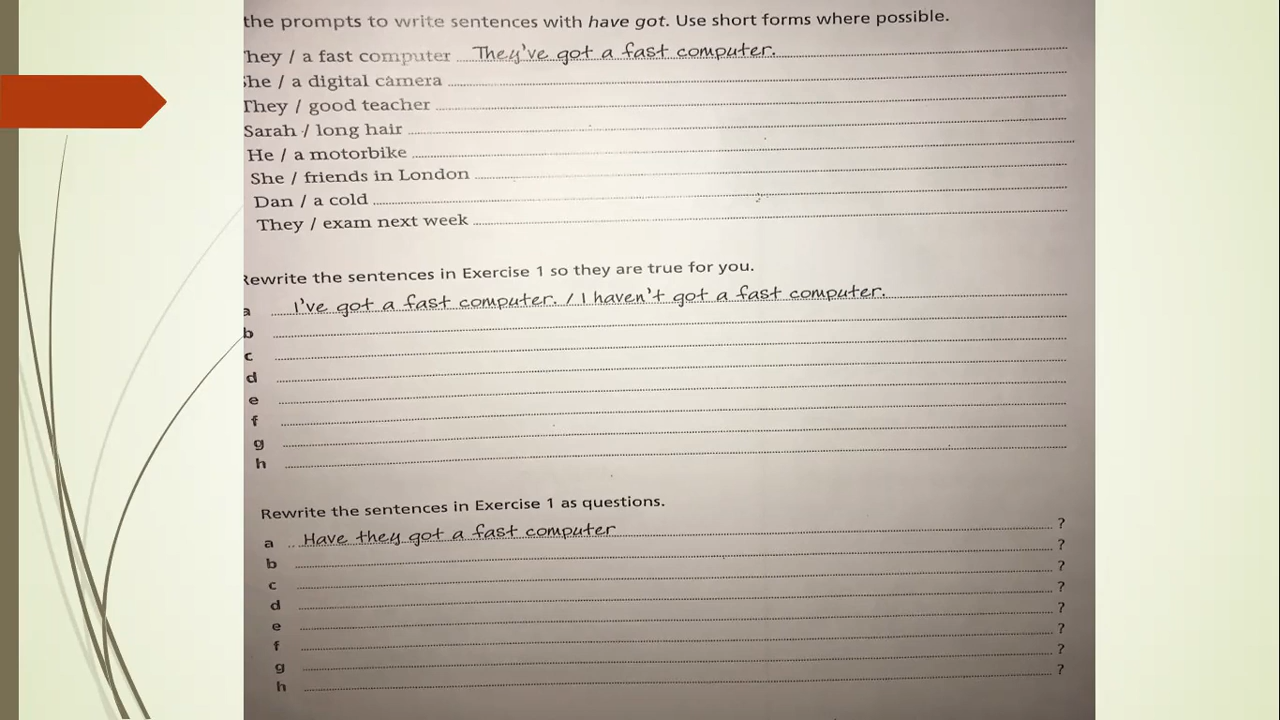 the prompts to write sentences with have got. Use short forms where possible.
hey / a fast computer They've got a fast computer.
he / a digital camera
They / good teacher
Sarah / long hair
He / a motorbike
She / friends in London
Dan / a cold
They / exam next week
Rewrite the sentences in Exercise 1 so they are true for you.
a I've got a fast computer. / I haven't got a fast computer.
b
c
d
e
f
g
h
Rewrite the sentences in Exercise 1 as questions.
a Have they got a fast computer ?
b ?
c ?
d ?
e ?
f ?
g ?
h ?